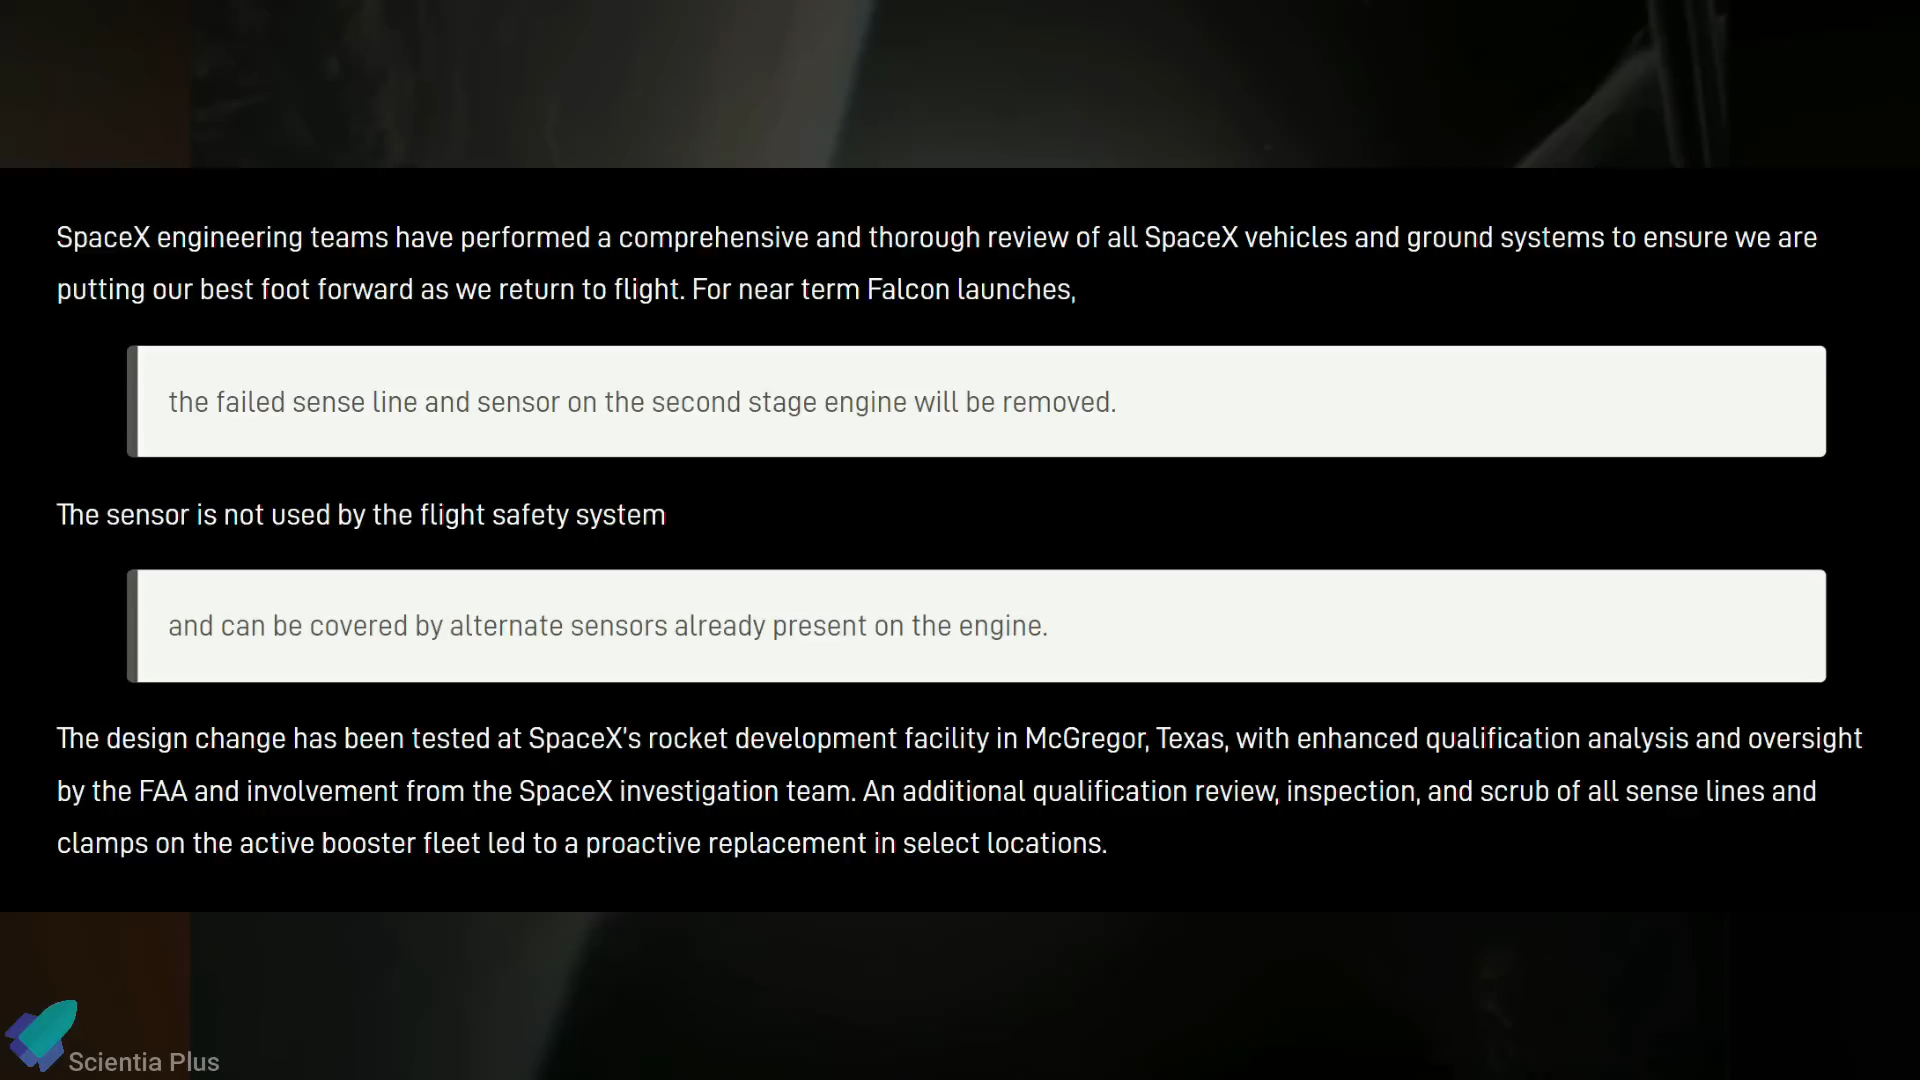 SpaceX engineering teams have performed a comprehensive and thorough review of all SpaceX vehicles and ground systems to ensure we are
putting our best foot forward as we return to flight. For near term Falcon launches,
the failed sense line and sensor on the second stage engine will be removed.
The sensor is not used by the flight safety system
and can be covered by alternate sensors already present on the engine.
The design change has been tested at SpaceX's rocket development facility in McGregor, Texas, with enhanced qualification analysis and oversight
by the FAA and involvement from the SpaceX investigation team. An additional qualification review, inspection, and scrub of all sense lines and
clamps on the active booster fleet led to a proactive replacement in select locations.
Scientia Plus